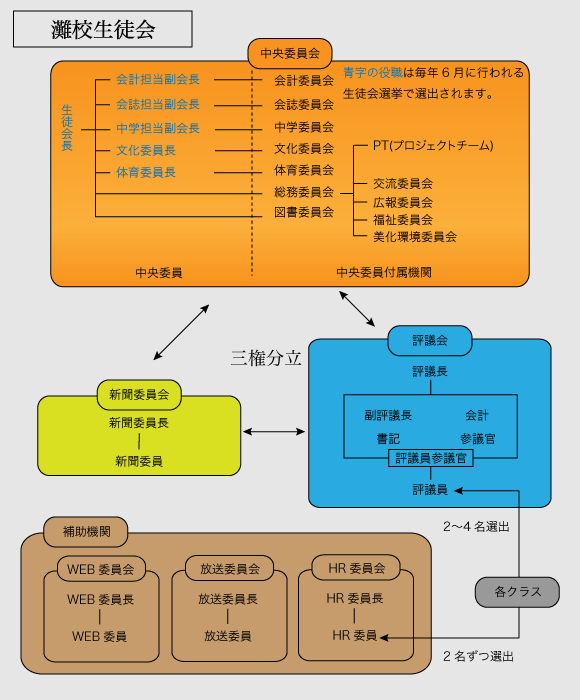 灘校生徒会
中央委員会
青字の役職は毎年6月に行われる
生徒会選挙で選出されます。
生徒会長
会計担当副会長
会計委員会
会誌担当副会長
会誌委員会
中学担当副会長
中学委員会
文化委員長
文化委員会
体育委員長
体育委員会
総務委員会
図書委員会
PT(プロジェクトチーム)
交流委員会
広報委員会
福祉委員会
美化環境委員会
中央委員
中央委員付属機関
三権分立
新聞委員会
新聞委員長
新聞委員
評議会
評議長
副評議長
会計
書記
参議官
評議員参議官
評議員
2〜4名選出
各クラス
2名ずつ選出
補助機関
WEB委員会
WEB委員長
WEB委員
放送委員会
放送委員長
放送委員
HR委員会
HR委員長
HR委員